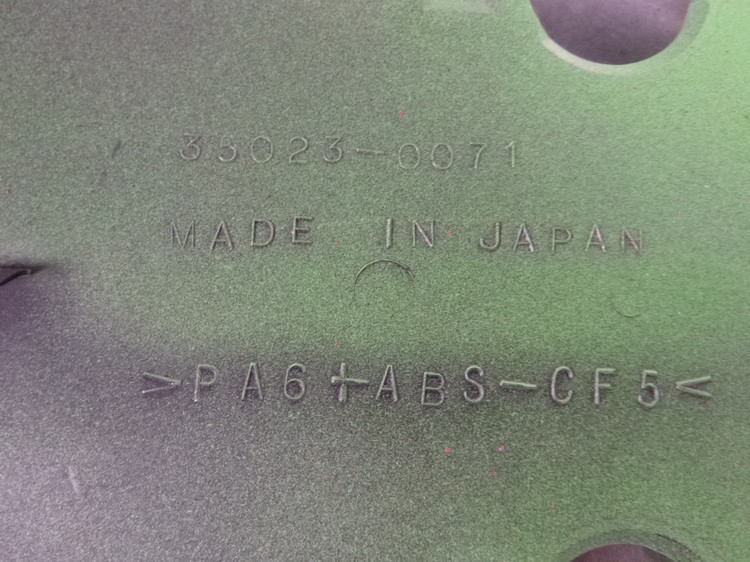 35023-0071
MADE IN JAPAN
>PA6+ABS-CF5<